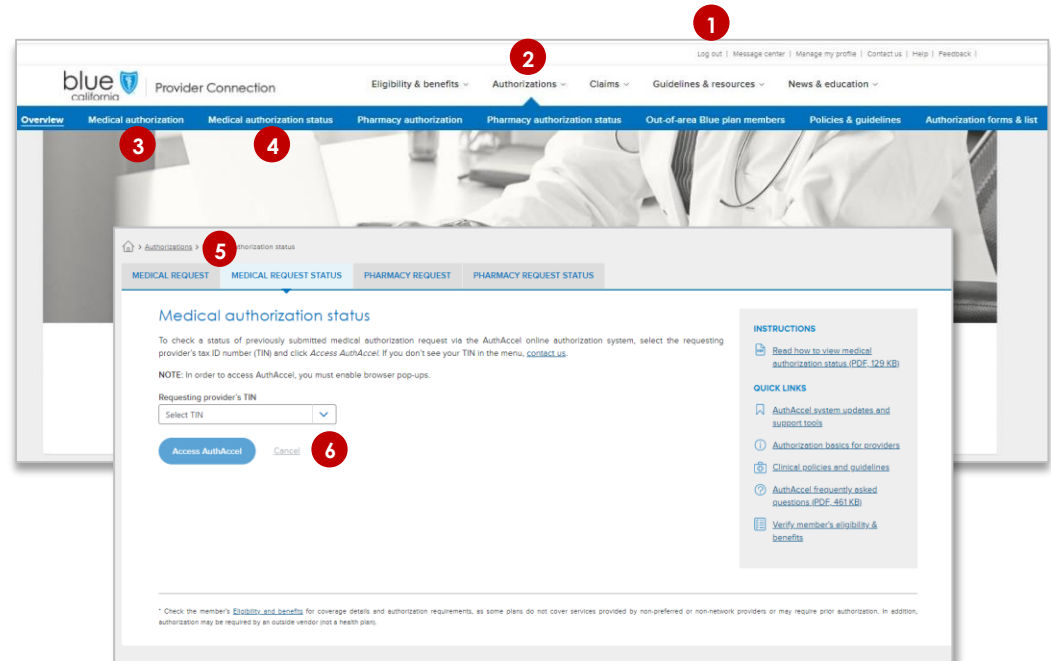 1
Log out | Message center | Manage my profile | Contact us | Help | Feedback |
2
blue california
Provider Connection
Eligibility & benefits
Authorizations
Claims
Guidelines & resources
News & education
Overview
Medical authorization
Medical authorization status
Pharmacy authorization
Pharmacy authorization status
Out-of-area Blue plan members
Policies & guidelines
Authorization forms & list
3
4
5
> Authorizations > authorization status
MEDICAL REQUEST
MEDICAL REQUEST STATUS
PHARMACY REQUEST
PHARMACY REQUEST STATUS
Medical authorization status
To check a status of previously submitted medical authorization request via the AuthAccel online authorization system, select the requesting
provider's tax ID number (TIN) and click Access AuthAccel. If you don't see your TIN in the menu, contact us.
NOTE: In order to access AuthAccel, you must enable browser pop-ups.
Requesting provider's TIN
Select TIN
Access AuthAccel
Cancel
6
INSTRUCTIONS
Read how to view medical
authorization status (PDF, 129 KB)
QUICK LINKS
AuthAccel system updates and
support tools
Authorization basics for providers
Clinical policies and guidelines
AuthAccel frequently asked
questions (PDF, 461 KB)
Verify member's eligibility &
benefits
* Check the member's Eligibility and benefits for coverage details and authorization requirements, as some plans do not cover services provided by non-preferred or non-network providers or may require prior authorization. In addition,
authorization may be required by an outside vendor (not a health plan).